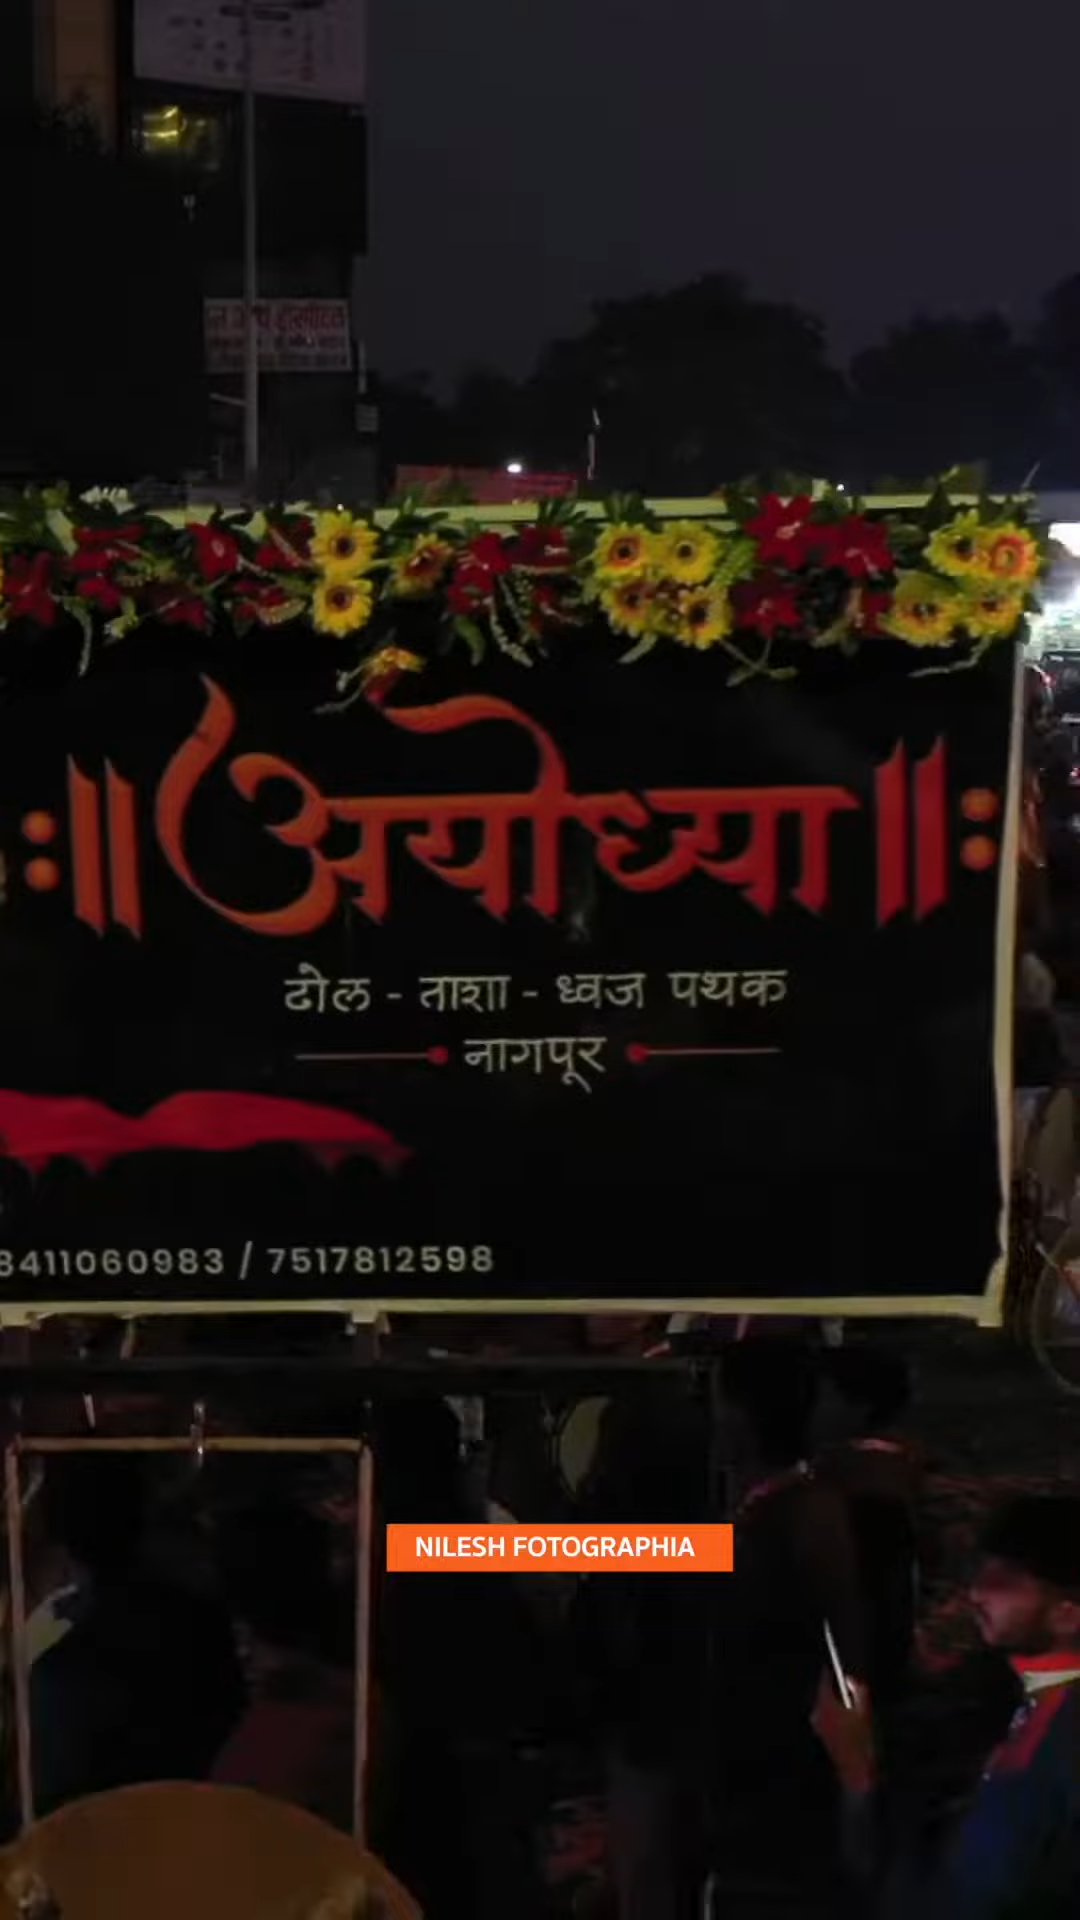 :|| अयोध्या ||:
ढोल - ताशा - ध्वज पथक
नागपूर
8411060983 / 7517812598
NILESH FOTOGRAPHIA